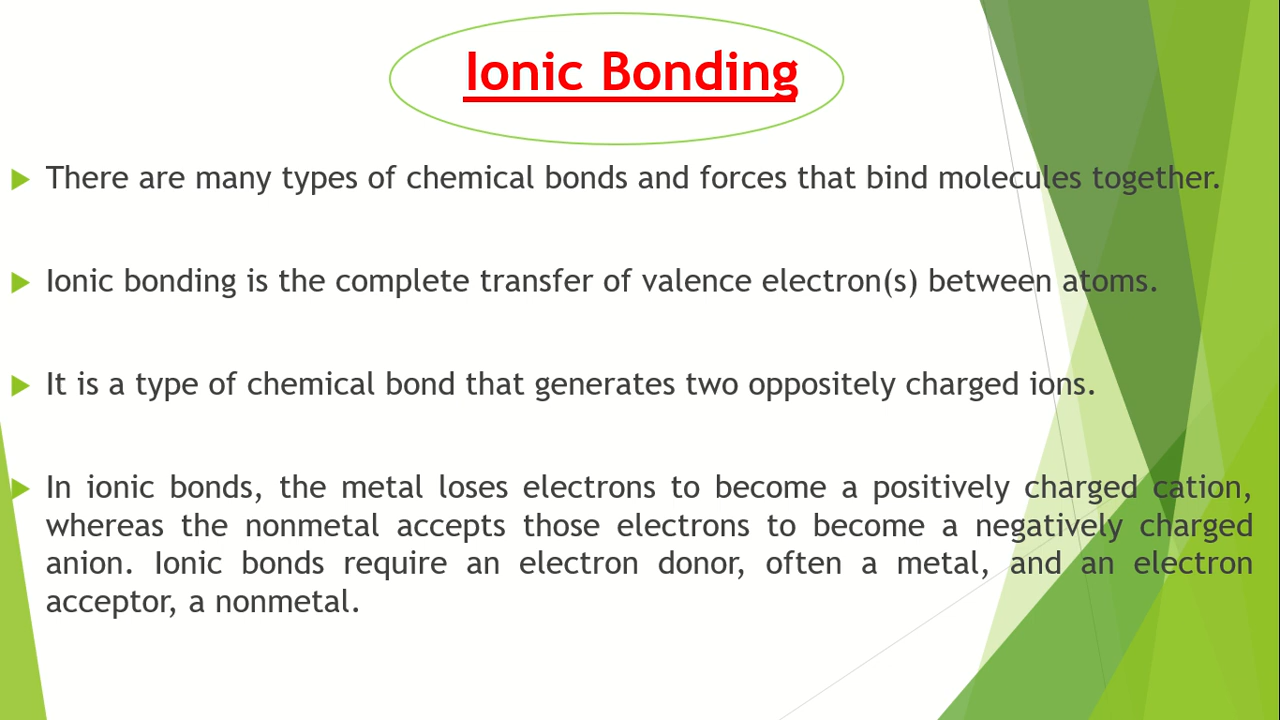 Ionic Bonding
There are many types of chemical bonds and forces that bind molecules together.
Ionic bonding is the complete transfer of valence electron(s) between atoms.
It is a type of chemical bond that generates two oppositely charged ions.
In ionic bonds, the metal loses electrons to become a positively charged cation,
whereas the nonmetal accepts those electrons to become a negatively charged
anion. Ionic bonds require an electron donor, often a metal, and an electron
acceptor, a nonmetal.